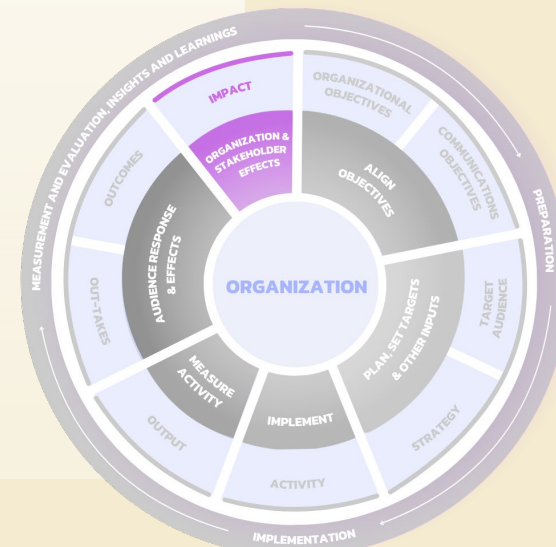 MEASUREMENT AND EVALUATION, INSIGHTS AND LEARNINGS
PREPARATION
IMPLEMENTATION
IMPACT
ORGANIZATION &
STAKEHOLDER
EFFECTS
ORGANIZATIONAL
OBJECTIVES
COMMUNICATIONS
OBJECTIVES
ALIGN
OBJECTIVES
TARGET
AUDIENCE
STRATEGY
PLAN, SET TARGETS
& OTHER INPUTS
ACTIVITY
IMPLEMENT
OUTPUT
MEASURE
ACTIVITY
OUT-TAKES
OUTCOMES
AUDIENCE RESPONSE
& EFFECTS
ORGANIZATION